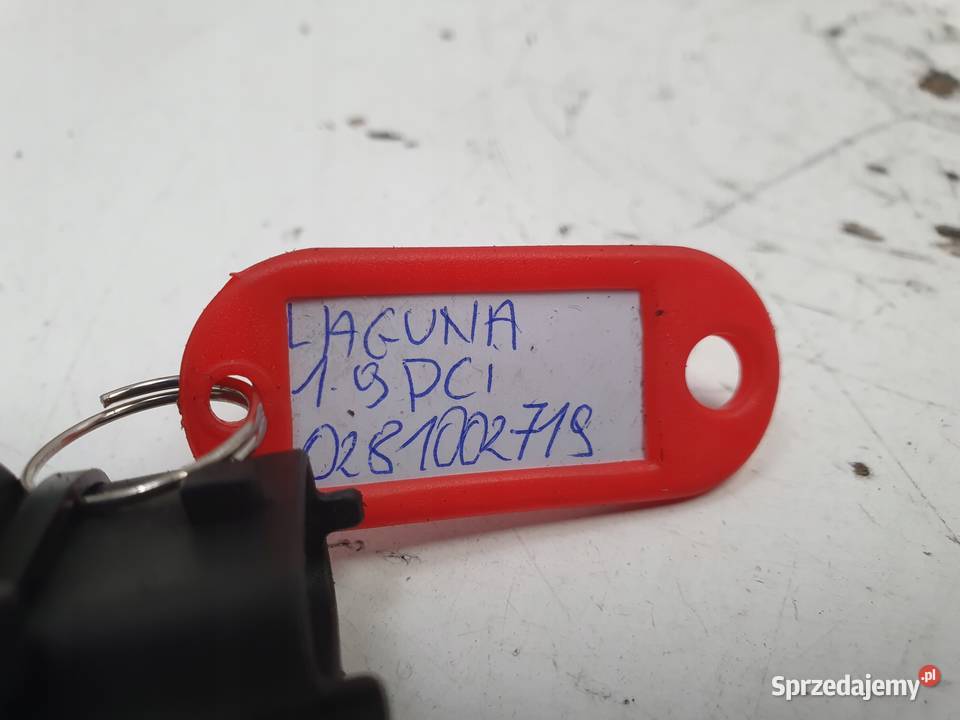 LAGUNA
1.9 DCI
0281002719
Sprzedajemy.pl